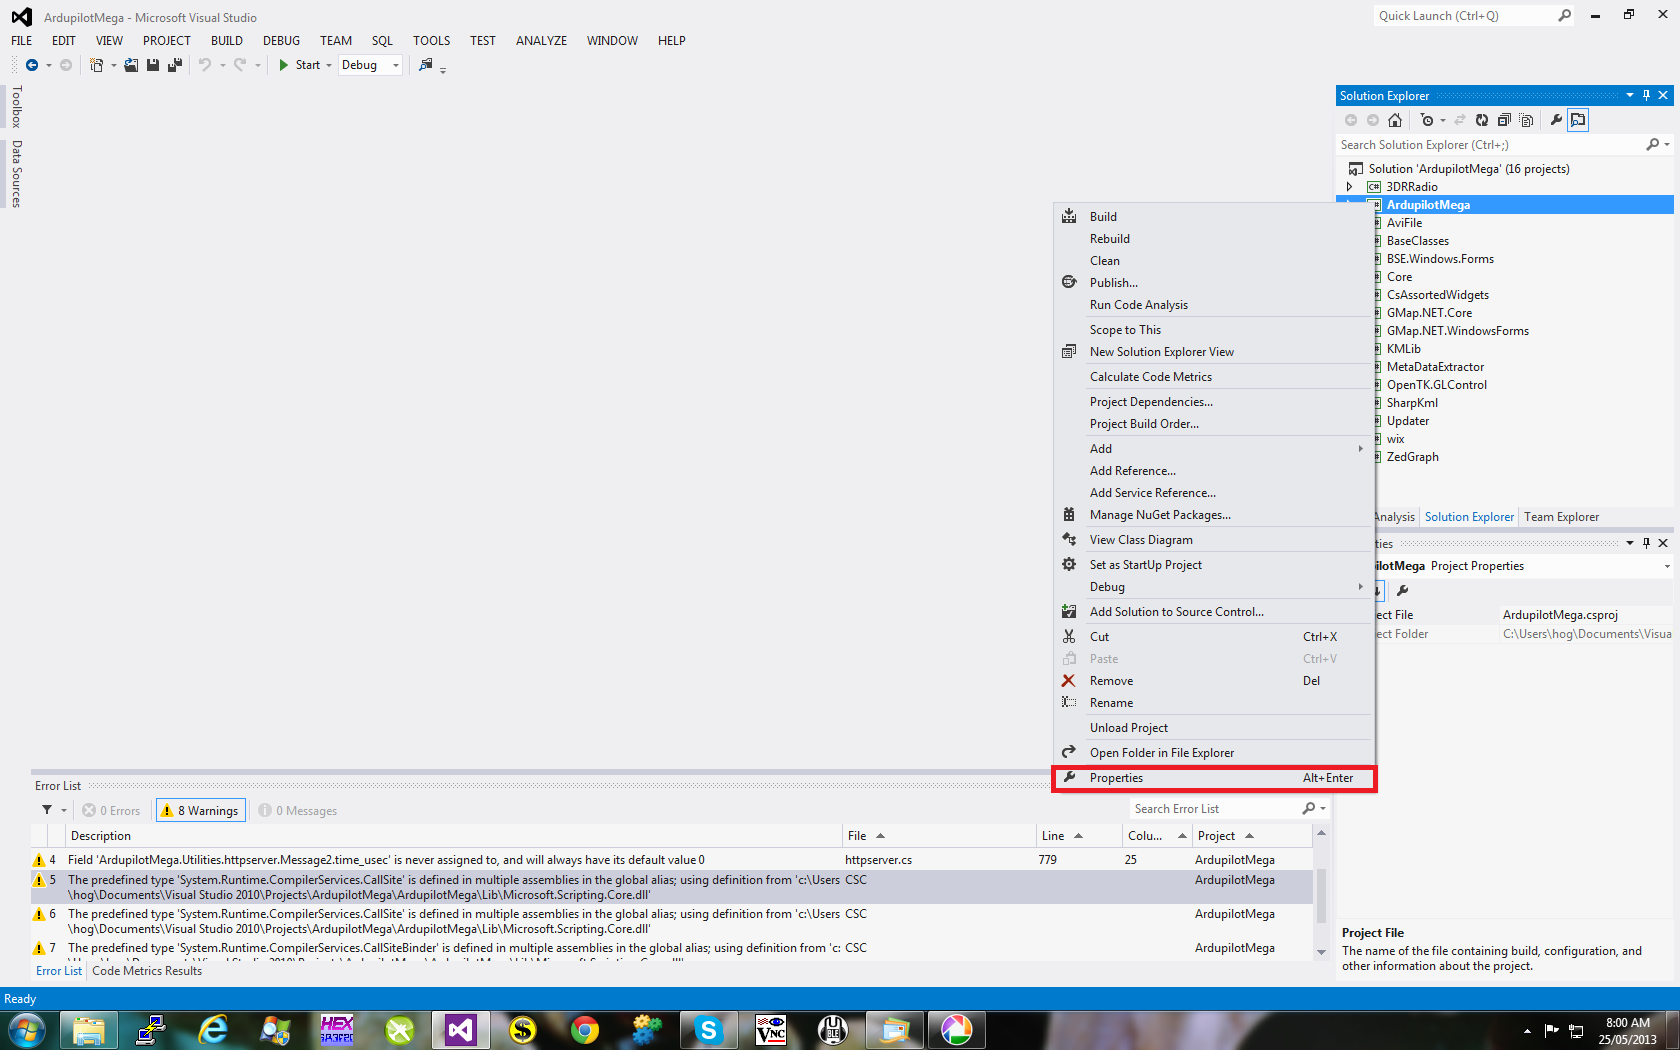 ArdupilotMega - Microsoft Visual Studio
Quick Launch (Ctrl+Q)
FILE EDIT VIEW PROJECT BUILD DEBUG TEAM SQL TOOLS TEST ANALYZE WINDOW HELP
Start Debug
Toolbox
Data Sources
Solution Explorer
Search Solution Explorer (Ctrl+;)
Solution 'ArdupilotMega' (16 projects)
C# 3DRRadio
ArdupilotMega
AviFile
BaseClasses
BSE.Windows.Forms
Core
CsAssortedWidgets
GMap.NET.Core
GMap.NET.WindowsForms
KMLib
MetaDataExtractor
OpenTK.GLControl
SharpKml
Updater
wix
ZedGraph
Analysis Solution Explorer Team Explorer
ties
pilotMega Project Properties
ect File ArdupilotMega.csproj
ect Folder C:\Users\hog\Documents\Visua
Project File
The name of the file containing build, configuration, and
other information about the project.
Build
Rebuild
Clean
Publish...
Run Code Analysis
Scope to This
New Solution Explorer View
Calculate Code Metrics
Project Dependencies...
Project Build Order...
Add
Add Reference...
Add Service Reference...
Manage NuGet Packages...
View Class Diagram
Set as StartUp Project
Debug
Add Solution to Source Control...
Cut Ctrl+X
Paste Ctrl+V
Remove Del
Rename
Unload Project
Open Folder in File Explorer
Properties Alt+Enter
Error List
0 Errors 8 Warnings 0 Messages
Search Error List
Description File Line Colu... Project
4 Field 'ArdupilotMega.Utilities.httpserver.Message2.time_usec' is never assigned to, and will always have its default value 0 httpserver.cs 779 25 ArdupilotMega
5 The predefined type 'System.Runtime.CompilerServices.CallSite' is defined in multiple assemblies in the global alias; using definition from 'c:\Users CSC ArdupilotMega
\hog\Documents\Visual Studio 2010\Projects\ArdupilotMega\ArdupilotMega\Lib\Microsoft.Scripting.Core.dll'
6 The predefined type 'System.Runtime.CompilerServices.CallSite' is defined in multiple assemblies in the global alias; using definition from 'c:\Users CSC ArdupilotMega
\hog\Documents\Visual Studio 2010\Projects\ArdupilotMega\ArdupilotMega\Lib\Microsoft.Scripting.Core.dll'
7 The predefined type 'System.Runtime.CompilerServices.CallSiteBinder' is defined in multiple assemblies in the global alias; using definition from 'c: CSC ArdupilotMega
Error List Code Metrics Results
Ready
HEX
VNC
8:00 AM
25/05/2013